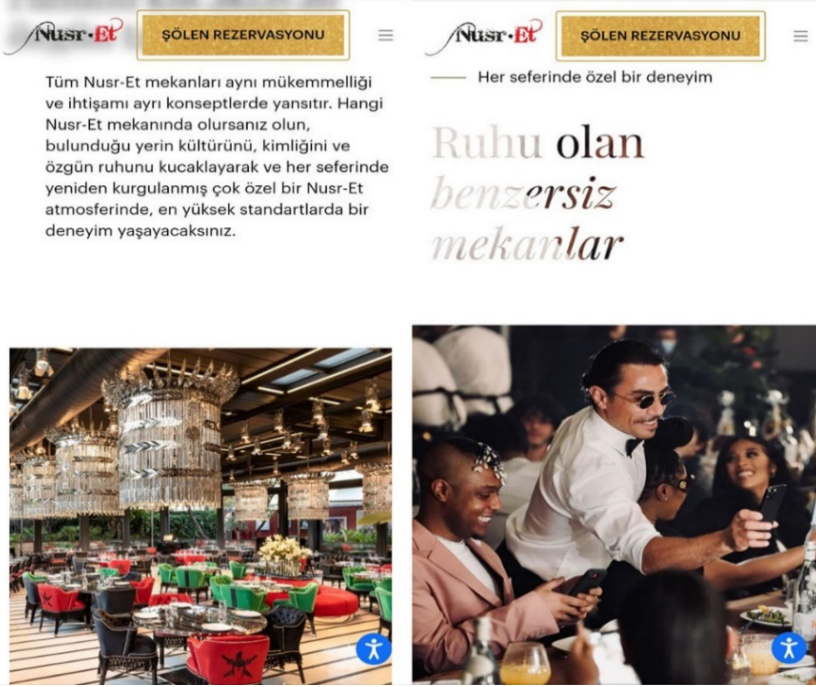 Nusr-Et
ŞÖLEN REZERVASYONU
Tüm Nusr-Et mekanları aynı mükemmelliği
ve ihtişamı ayrı konseptlerde yansıtır. Hangi
Nusr-Et mekanında olursanız olun,
bulunduğu yerin kültürünü, kimliğini ve
özgün ruhunu kucaklayarak ve her seferinde
yeniden kurgulanmış çok özel bir Nusr-Et
atmosferinde, en yüksek standartlarda bir
deneyim yaşayacaksınız.
Nusr-Et
ŞÖLEN REZERVASYONU
Her seferinde özel bir deneyim
Ruhu olan
benzersiz
mekanlar